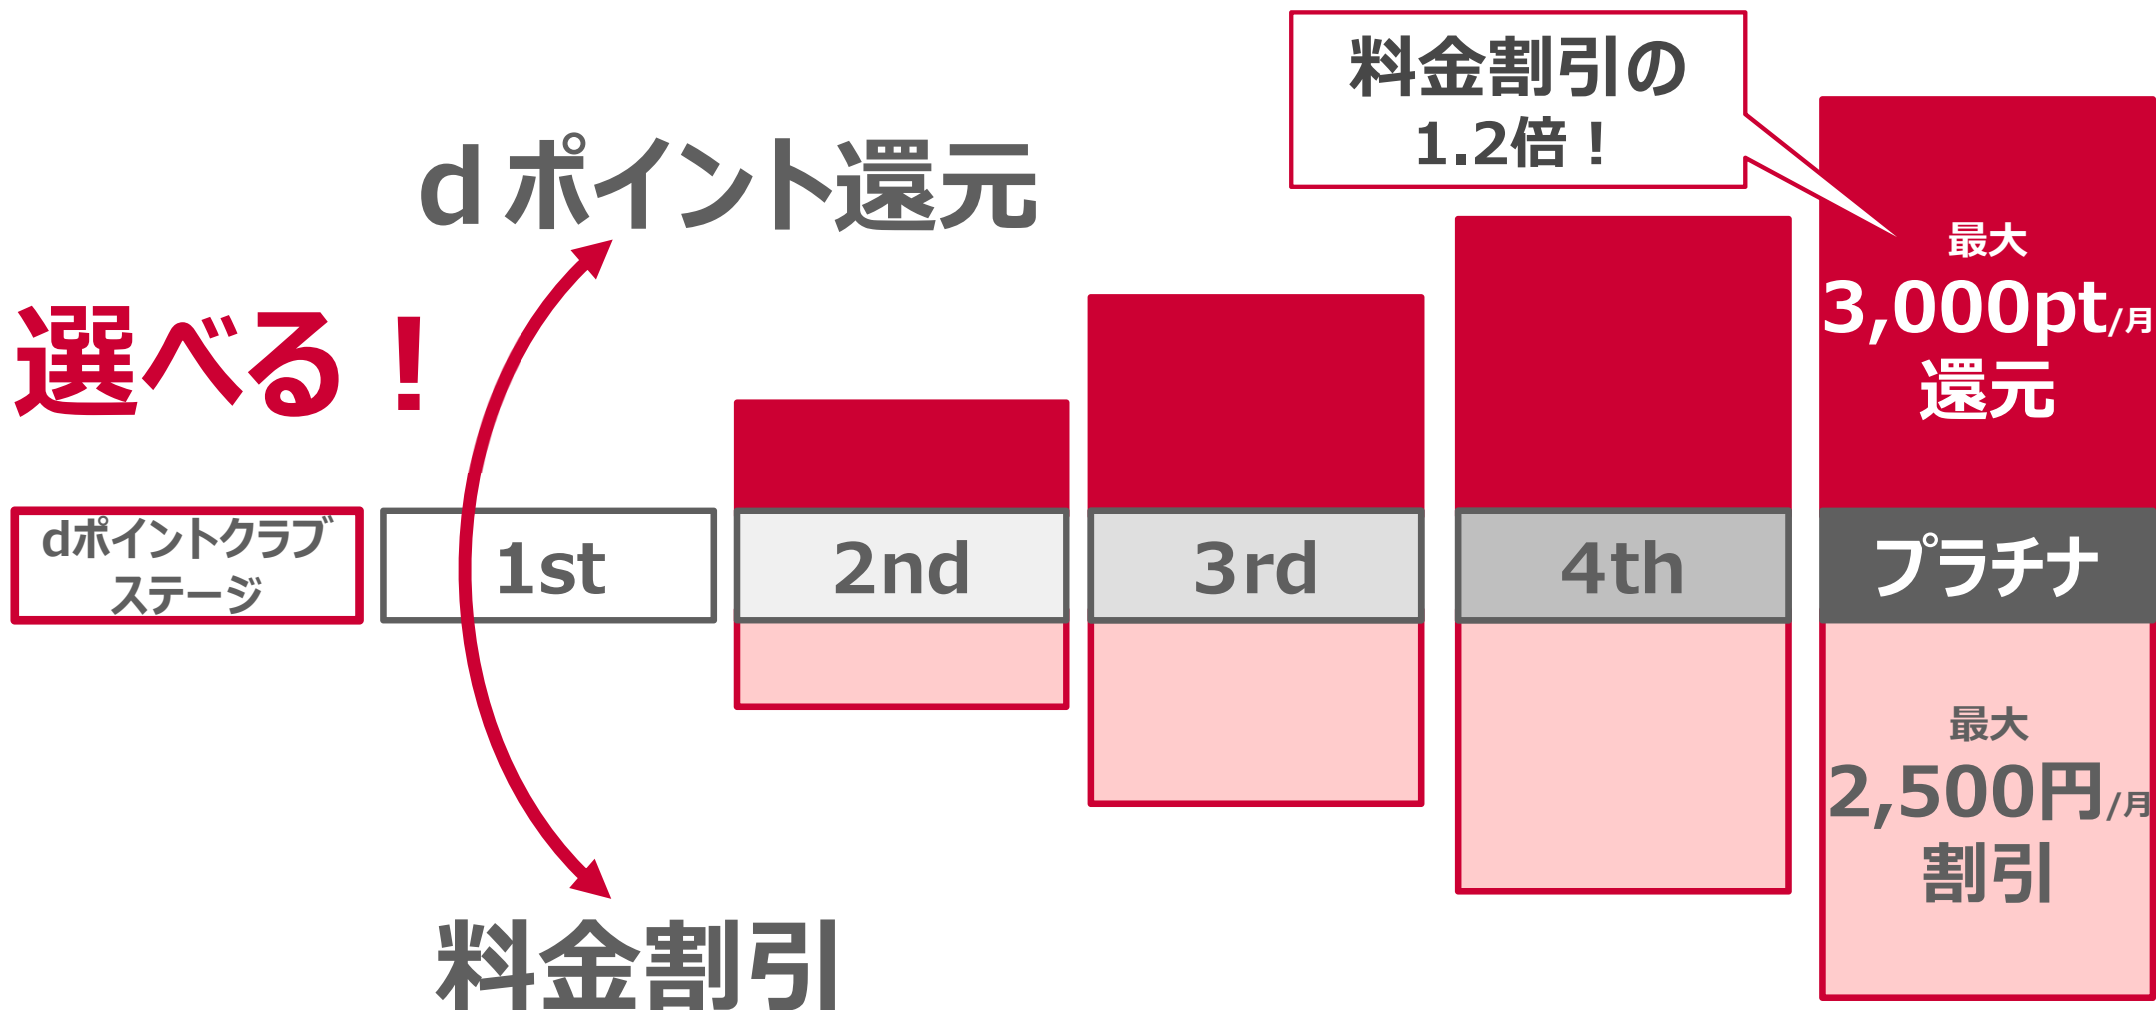 料金割引の
1.2倍！
dポイント還元
選べる！
最大
3,000pt/月
還元
dポイントクラブ
ステージ
1st
2nd
3rd
4th
プラチナ
最大
2,500円/月
割引
料金割引